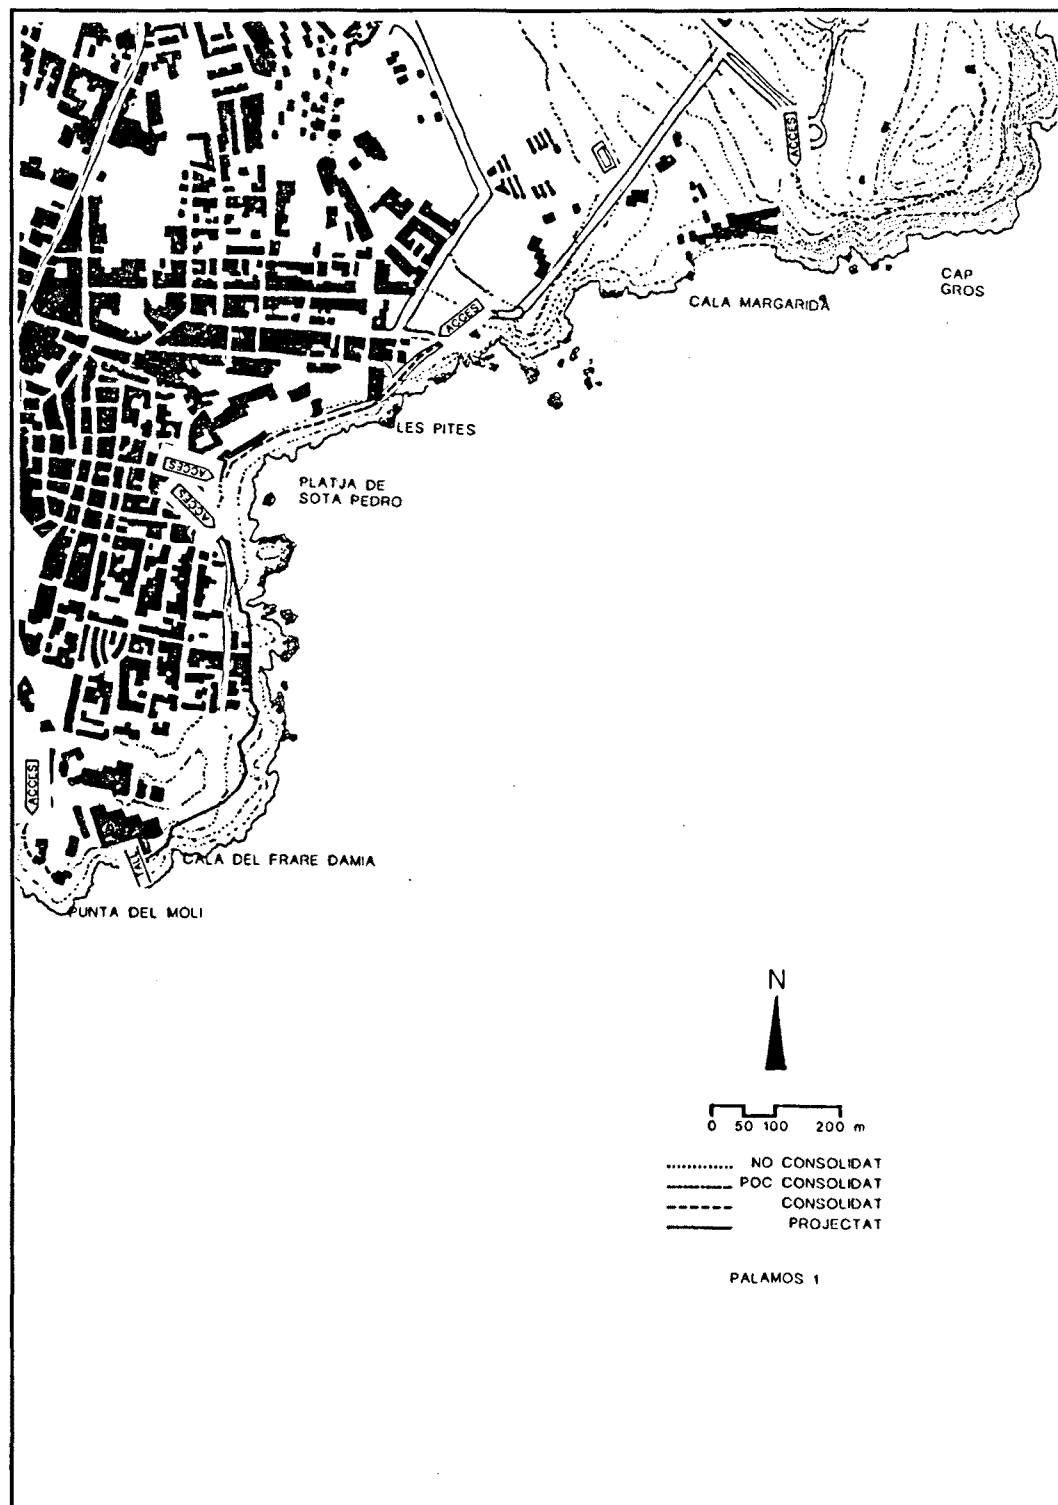 ACCES
CAP
GROS
CALA MARGARIDA
ACCES
LES PITES
ACCES
PLATJA DE
SOTA PEDRO
ACCES
ACCES
TALL
CALA DEL FRARE DAMIA
PUNTA DEL MOLI
N
0 50 100 200 m
NO CONSOLIDAT
POC CONSOLIDAT
CONSOLIDAT
PROJECTAT
PALAMOS 1